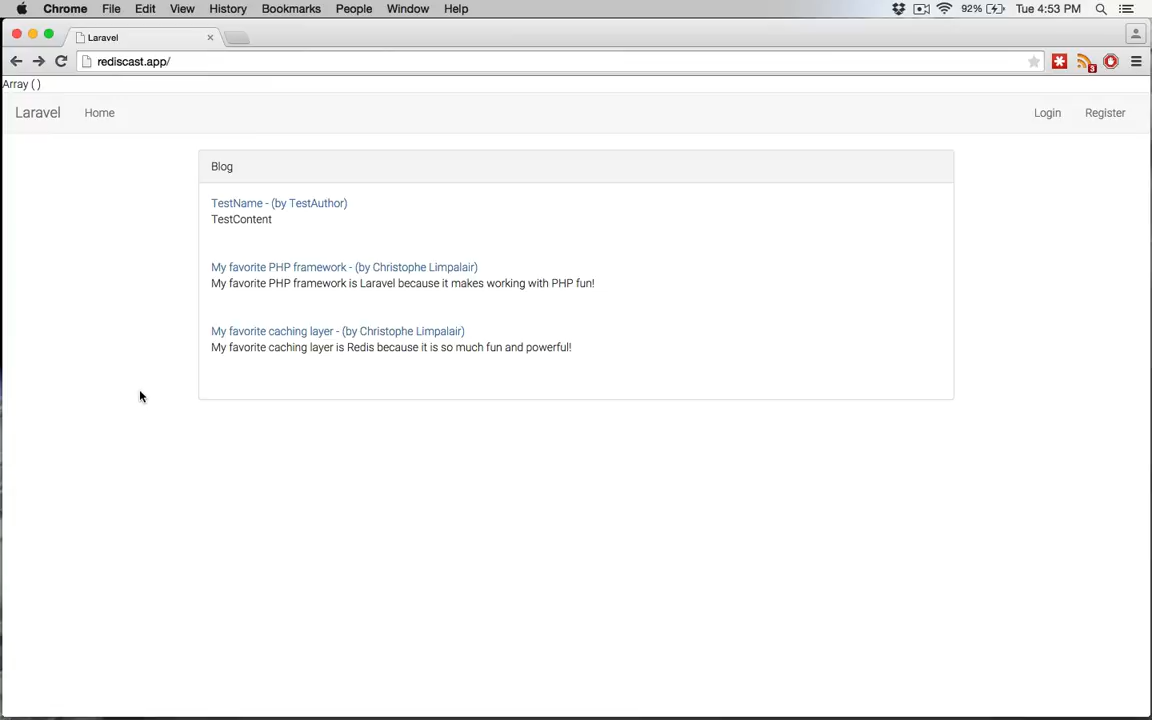 Chrome File Edit View History Bookmarks People Window Help 92% Tue 4:53 PM
Laravel
rediscast.app/
3
Array ( )
Laravel Home Login Register
Blog
TestName - (by TestAuthor)
TestContent
My favorite PHP framework - (by Christophe Limpalair)
My favorite PHP framework is Laravel because it makes working with PHP fun!
My favorite caching layer - (by Christophe Limpalair)
My favorite caching layer is Redis because it is so much fun and powerful!